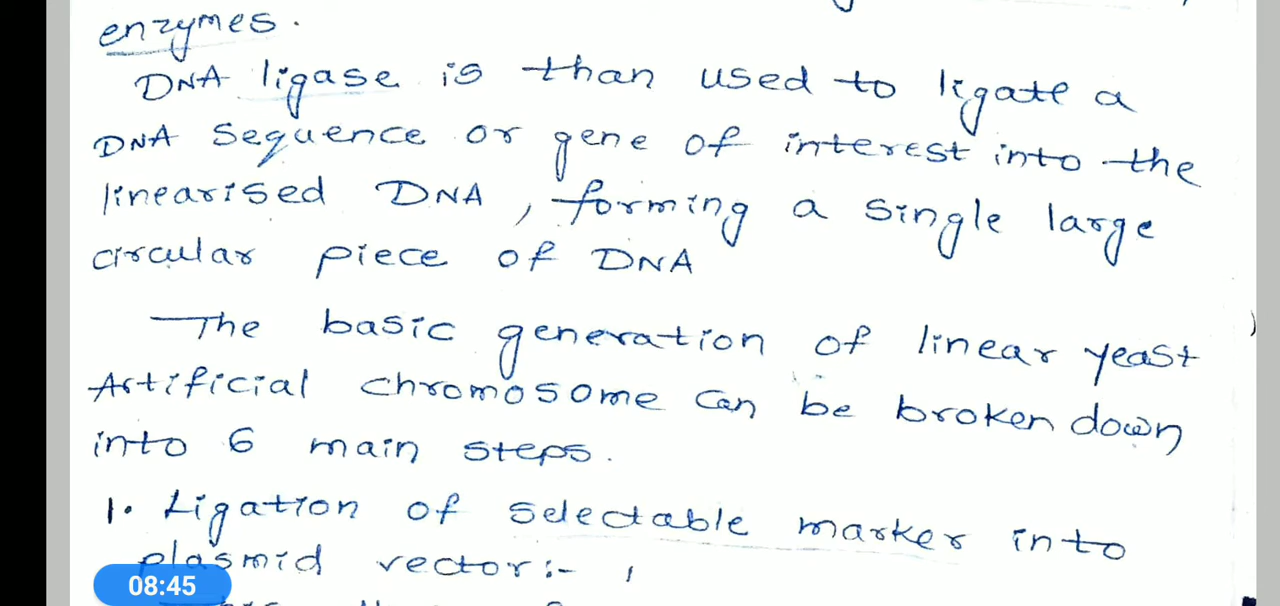 enzymes.
DNA ligase is than used to ligate a
DNA sequence or gene of interest into the
linearised DNA, forming a single large
circular piece of DNA
The basic generation of linear yeast
Artificial chromosome can be broken down
into 6 main steps.
1. Ligation of selectable marker into
plasmid vector:-
08:45